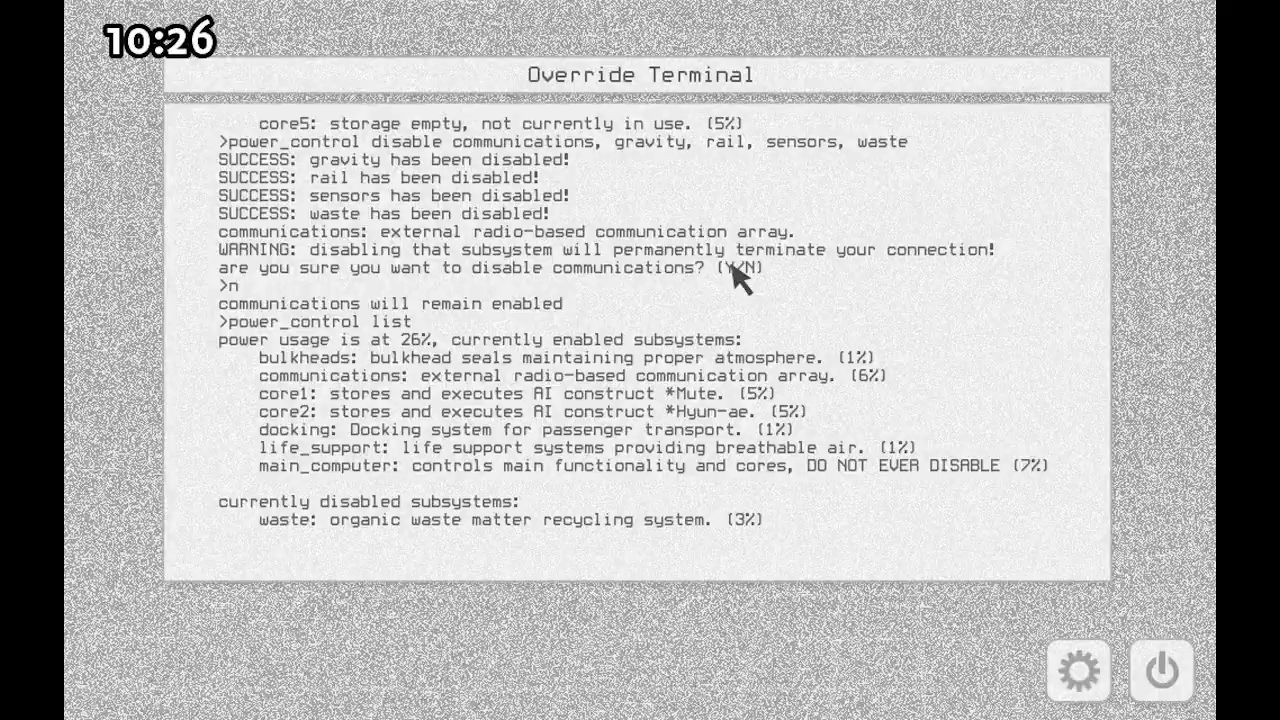 10:26
Override Terminal
core5: storage empty, not currently in use. (5%)
>power_control disable communications, gravity, rail, sensors, waste
SUCCESS: gravity has been disabled!
SUCCESS: rail has been disabled!
SUCCESS: sensors has been disabled!
SUCCESS: waste has been disabled!
communications: external radio-based communication array.
WARNING: disabling that subsystem will permanently terminate your connection!
are you sure you want to disable communications? (Y/N)
>n
communications will remain enabled
>power_control list
power usage is at 26%, currently enabled subsystems:
bulkheads: bulkhead seals maintaining proper atmosphere. (1%)
communications: external radio-based communication array. (6%)
core1: stores and executes AI construct *Mute. (5%)
core2: stores and executes AI construct *Hyun-ae. (5%)
docking: Docking system for passenger transport. (1%)
life_support: life support systems providing breathable air. (1%)
main_computer: controls main functionality and cores, DO NOT EVER DISABLE (7%)
currently disabled subsystems:
waste: organic waste matter recycling system. (3%)